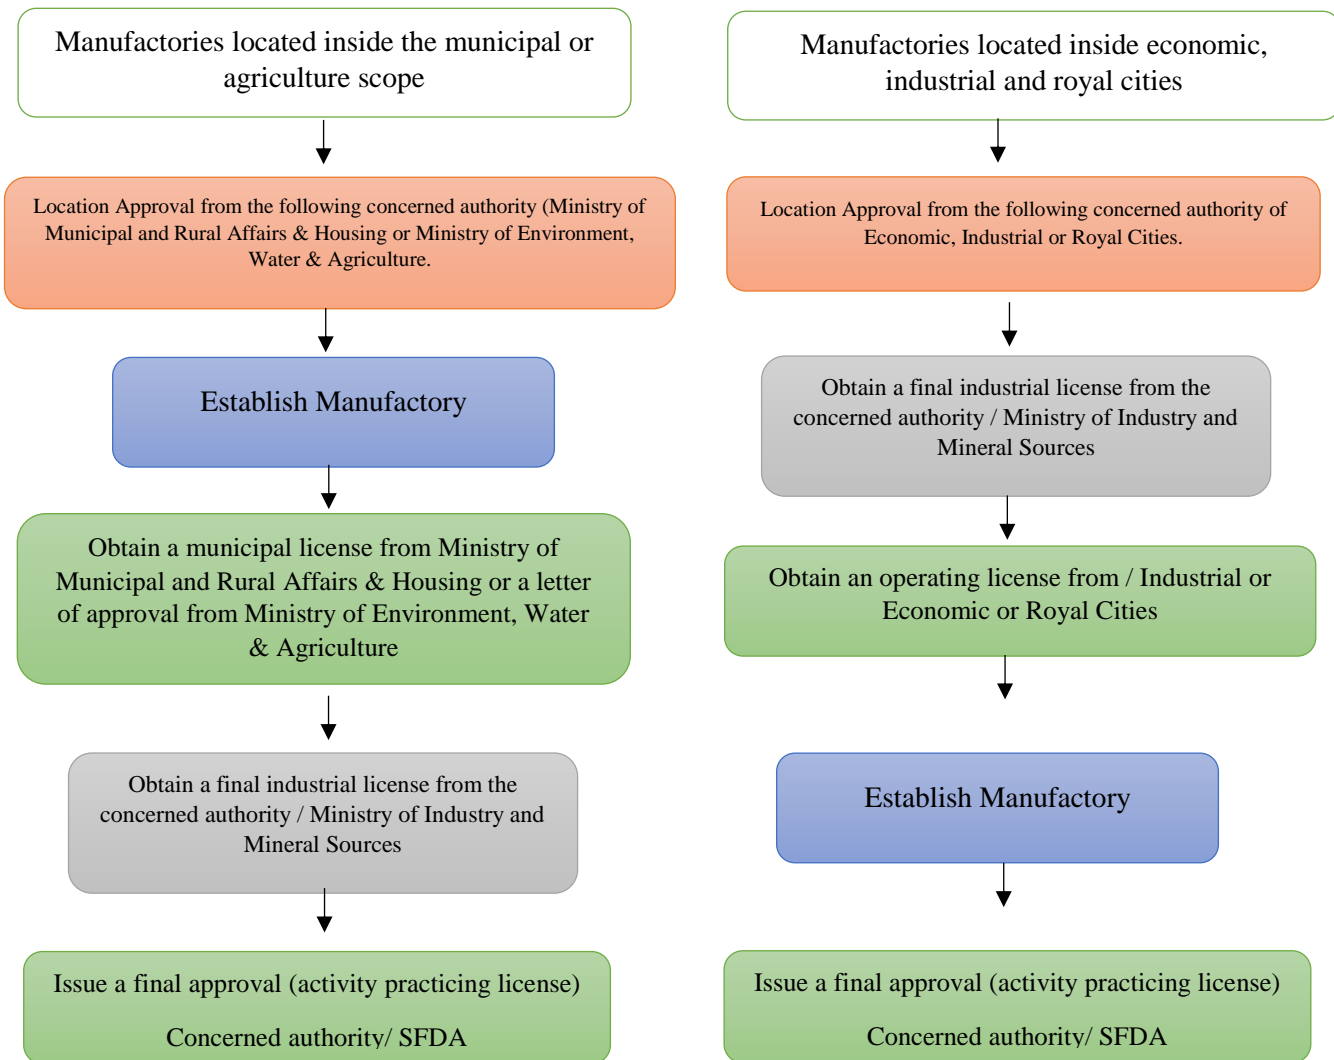 Manufactories located inside the municipal or
agriculture scope
Location Approval from the following concerned authority (Ministry of
Municipal and Rural Affairs & Housing or Ministry of Environment,
Water & Agriculture.
Establish Manufactory
Obtain a municipal license from Ministry of
Municipal and Rural Affairs & Housing or a letter
of approval from Ministry of Environment, Water
& Agriculture
Obtain a final industrial license from the
concerned authority / Ministry of Industry and
Mineral Sources
Issue a final approval (activity practicing license)
Concerned authority/ SFDA
Manufactories located inside economic,
industrial and royal cities
Location Approval from the following concerned authority of
Economic, Industrial or Royal Cities.
Obtain a final industrial license from the
concerned authority / Ministry of Industry and
Mineral Sources
Obtain an operating license from / Industrial or
Economic or Royal Cities
Establish Manufactory
Issue a final approval (activity practicing license)
Concerned authority/ SFDA